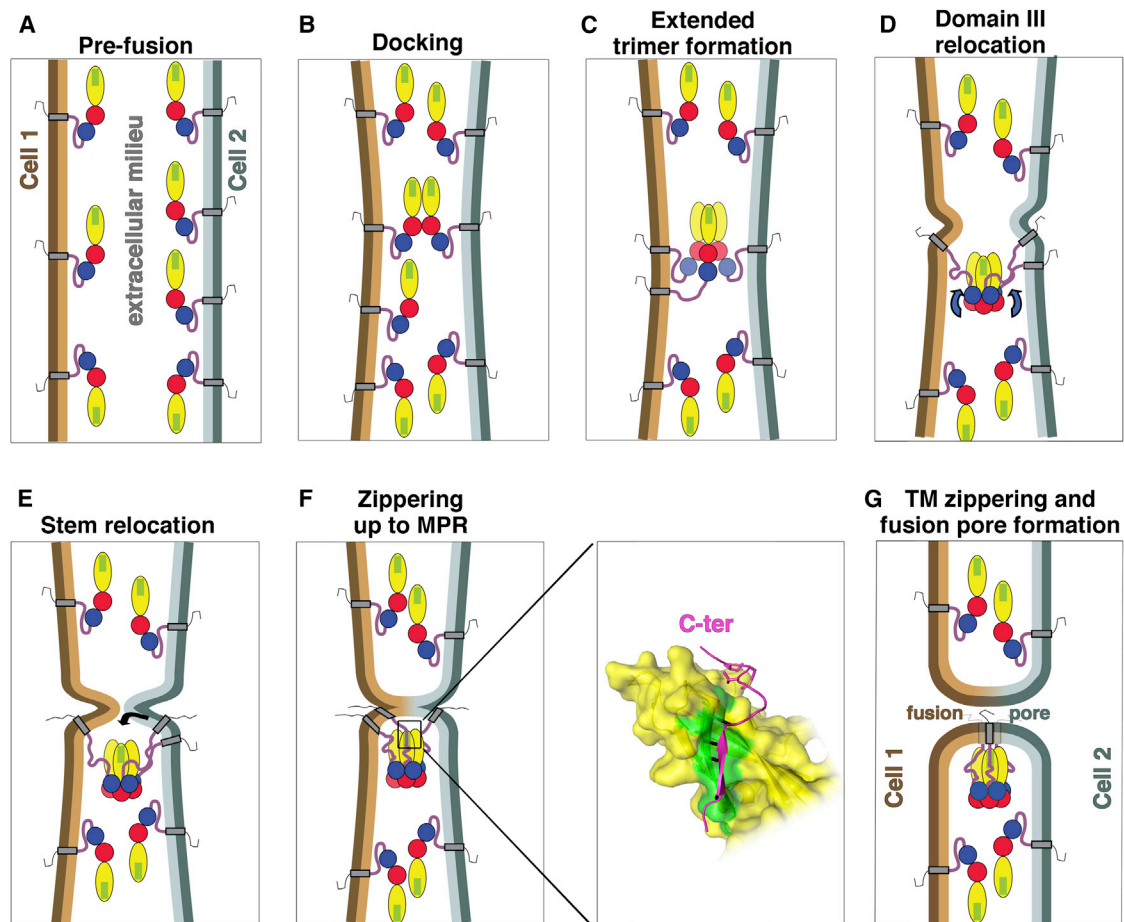 A
Pre-fusion
Cell 1
extracellular milieu
Cell 2
B
Docking
C
Extended
trimer formation
D
Domain III
relocation
E
Stem relocation
F
Zippering
up to MPR
C-ter
G
TM zippering and
fusion pore formation
fusion
pore
Cell 1
Cell 2